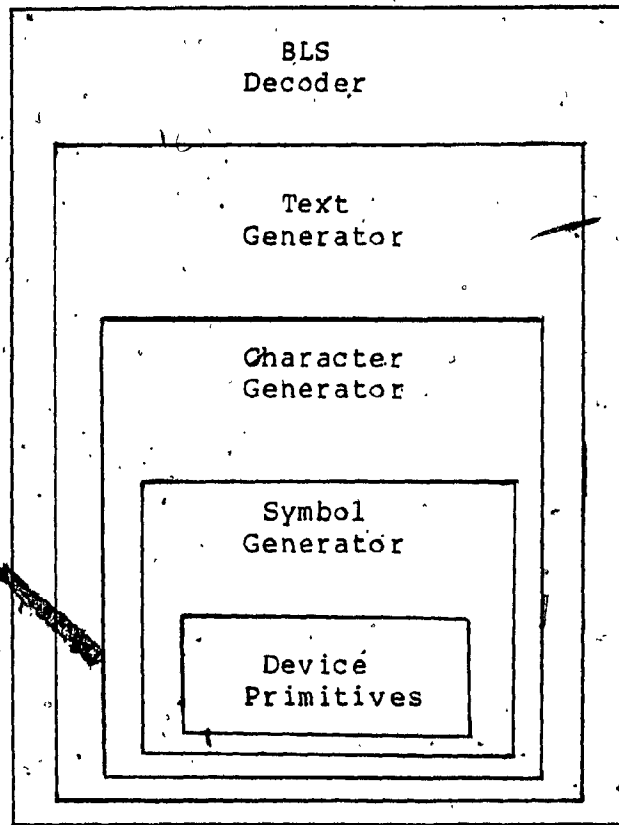 BLS
Decoder
Text
Generator
Character
Generator
Symbol
Generator
Device
Primitives